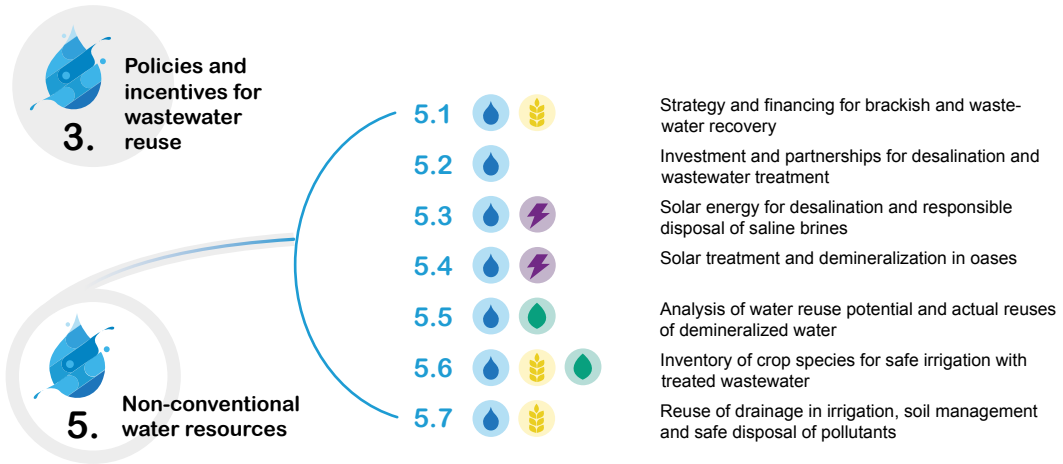 3.
Policies and
incentives for
wastewater
reuse
5.
Non-conventional
water resources
5.1
Strategy and financing for brackish and waste-
water recovery
5.2
Investment and partnerships for desalination and
wastewater treatment
5.3
Solar energy for desalination and responsible
disposal of saline brines
5.4
Solar treatment and demineralization in oases
5.5
Analysis of water reuse potential and actual reuses
of demineralized water
5.6
Inventory of crop species for safe irrigation with
treated wastewater
5.7
Reuse of drainage in irrigation, soil management
and safe disposal of pollutants